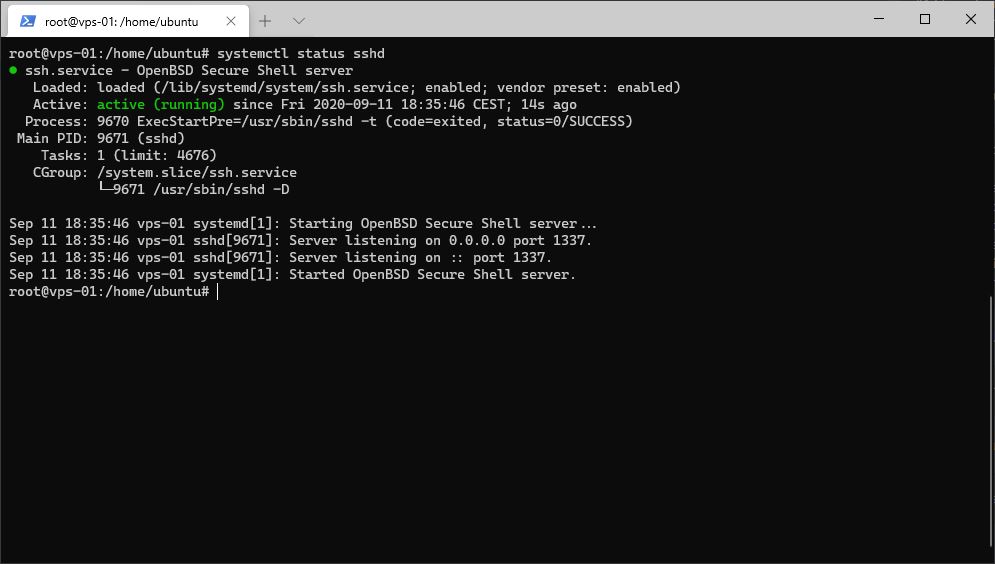 root@vps-01: /home/ubuntu
root@vps-01:/home/ubuntu# systemctl status sshd
● ssh.service - OpenBSD Secure Shell server
   Loaded: loaded (/lib/systemd/system/ssh.service; enabled; vendor preset: enabled)
   Active: active (running) since Fri 2020-09-11 18:35:46 CEST; 14s ago
  Process: 9670 ExecStartPre=/usr/sbin/sshd -t (code=exited, status=0/SUCCESS)
 Main PID: 9671 (sshd)
    Tasks: 1 (limit: 4676)
   CGroup: /system.slice/ssh.service
           └─9671 /usr/sbin/sshd -D
Sep 11 18:35:46 vps-01 systemd[1]: Starting OpenBSD Secure Shell server...
Sep 11 18:35:46 vps-01 sshd[9671]: Server listening on 0.0.0.0 port 1337.
Sep 11 18:35:46 vps-01 sshd[9671]: Server listening on :: port 1337.
Sep 11 18:35:46 vps-01 systemd[1]: Started OpenBSD Secure Shell server.
root@vps-01:/home/ubuntu#